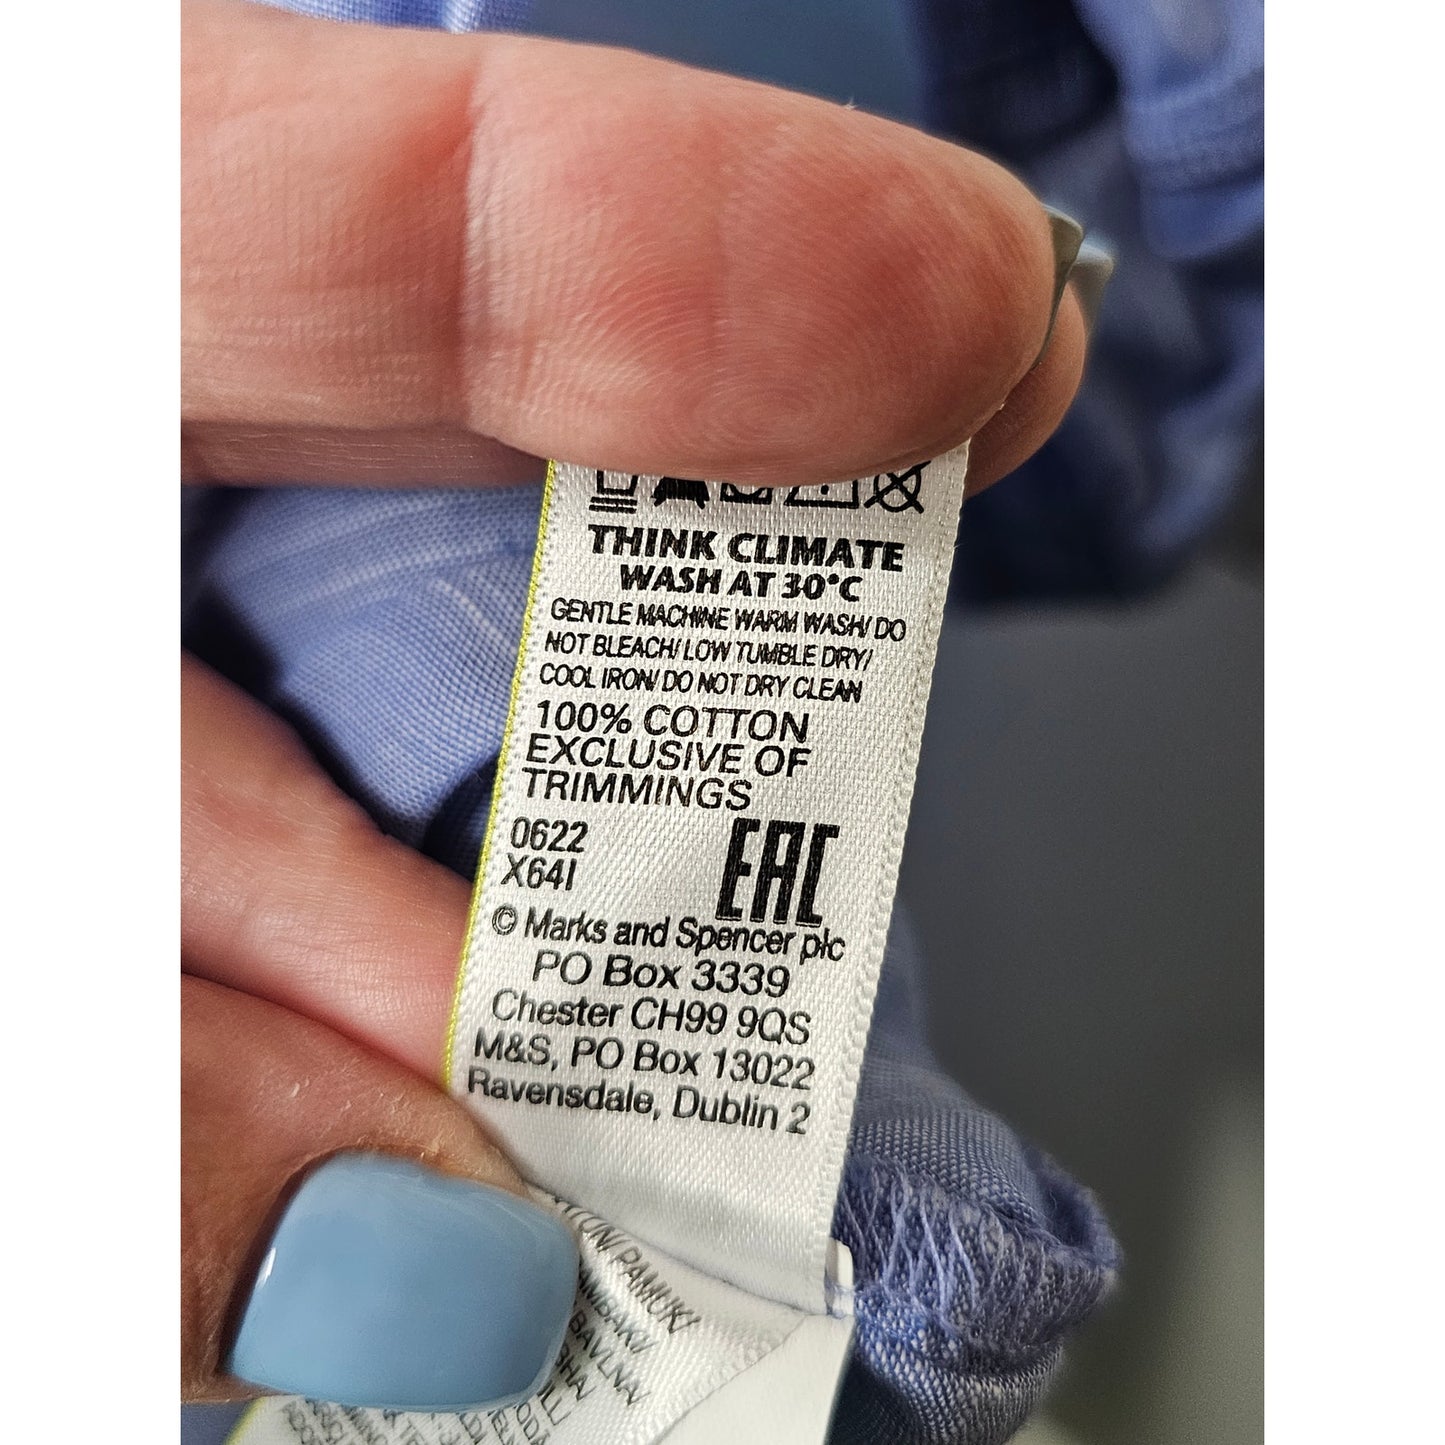 THINK CLIMATE
WASH AT 30°C
GENTLE MACHINE WARM WASH/ DO
NOT BLEACH/ LOW TUMBLE DRY/
COOL IRON/ DO NOT DRY CLEAN
100% COTTON
EXCLUSIVE OF
TRIMMINGS
0622
X64I
EAC
© Marks and Spencer plc
PO Box 3339
Chester CH99 9QS
M&S, PO Box 13022
Ravensdale, Dublin 2
PAMUK/
BAVLNA/